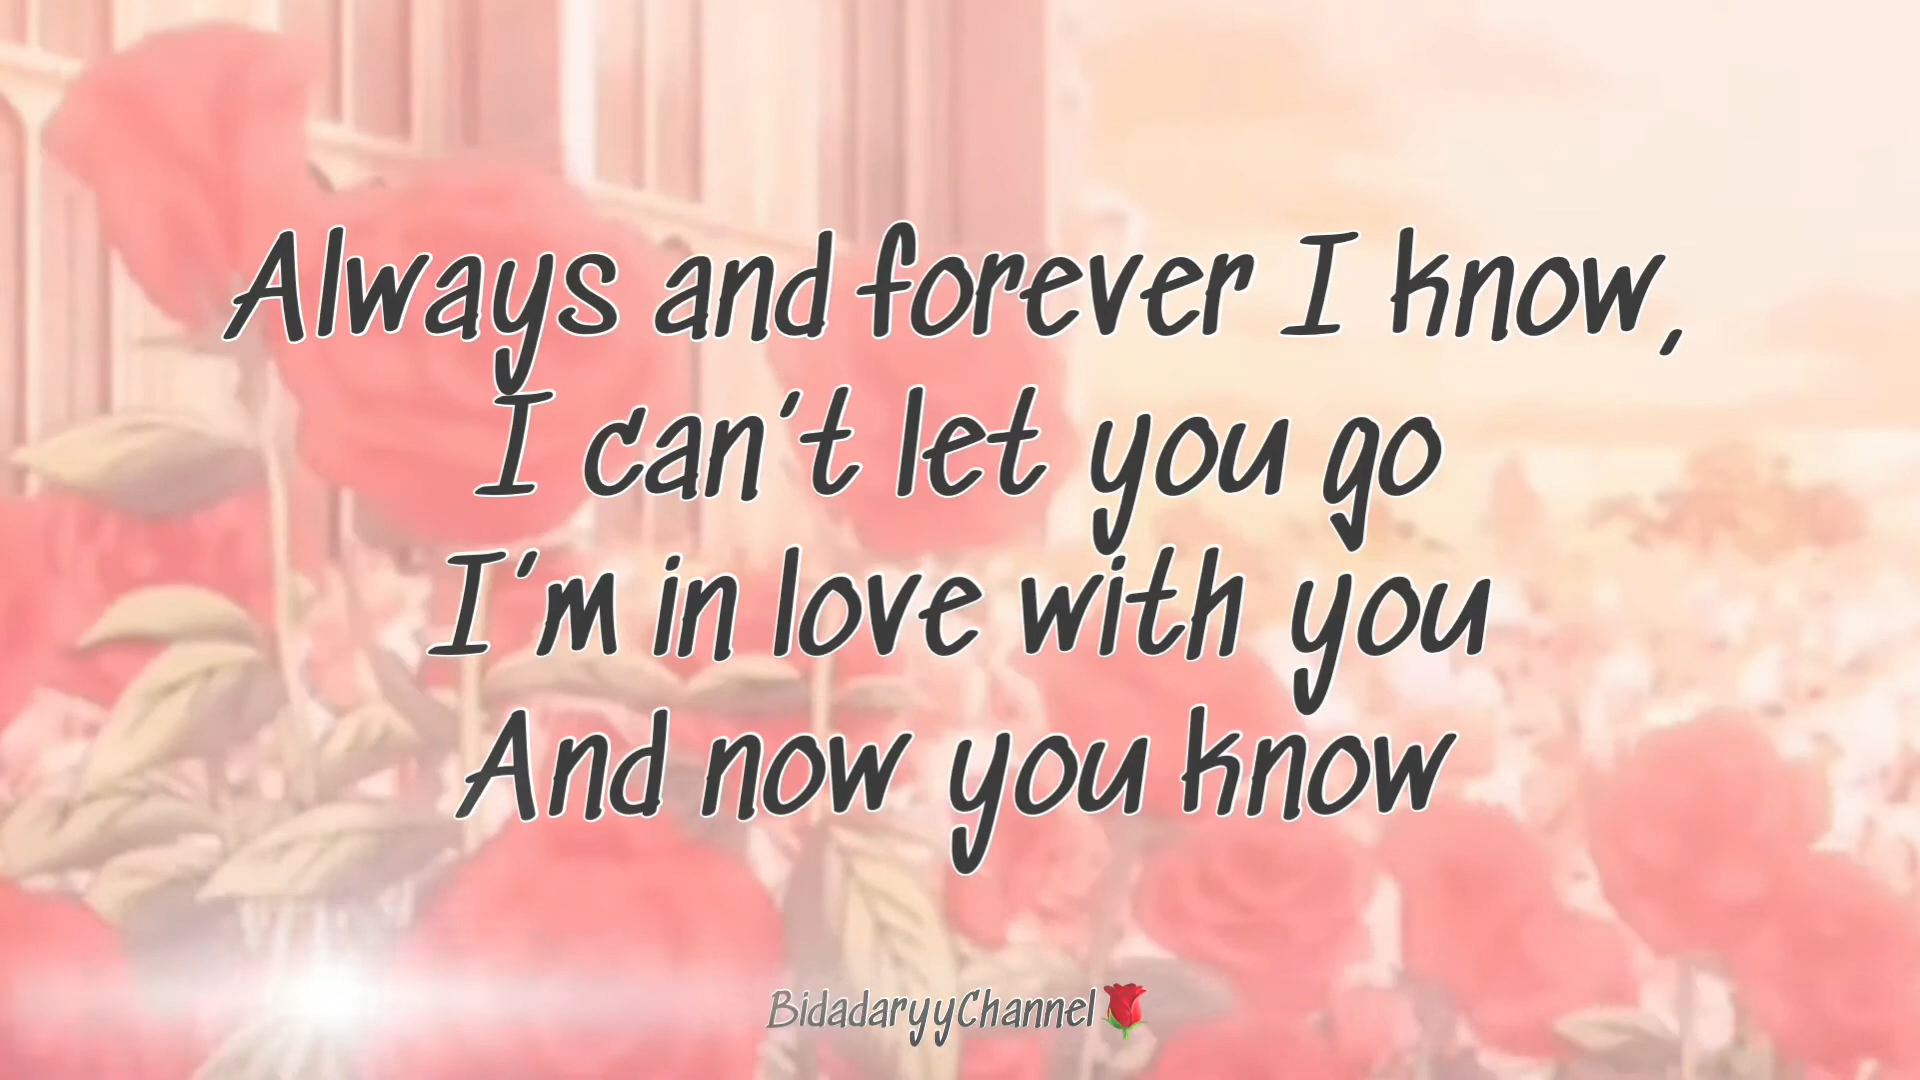 Always and forever I know,
I can't let you go
I'm in love with you
And now you know
BidadaryyChannel🌹